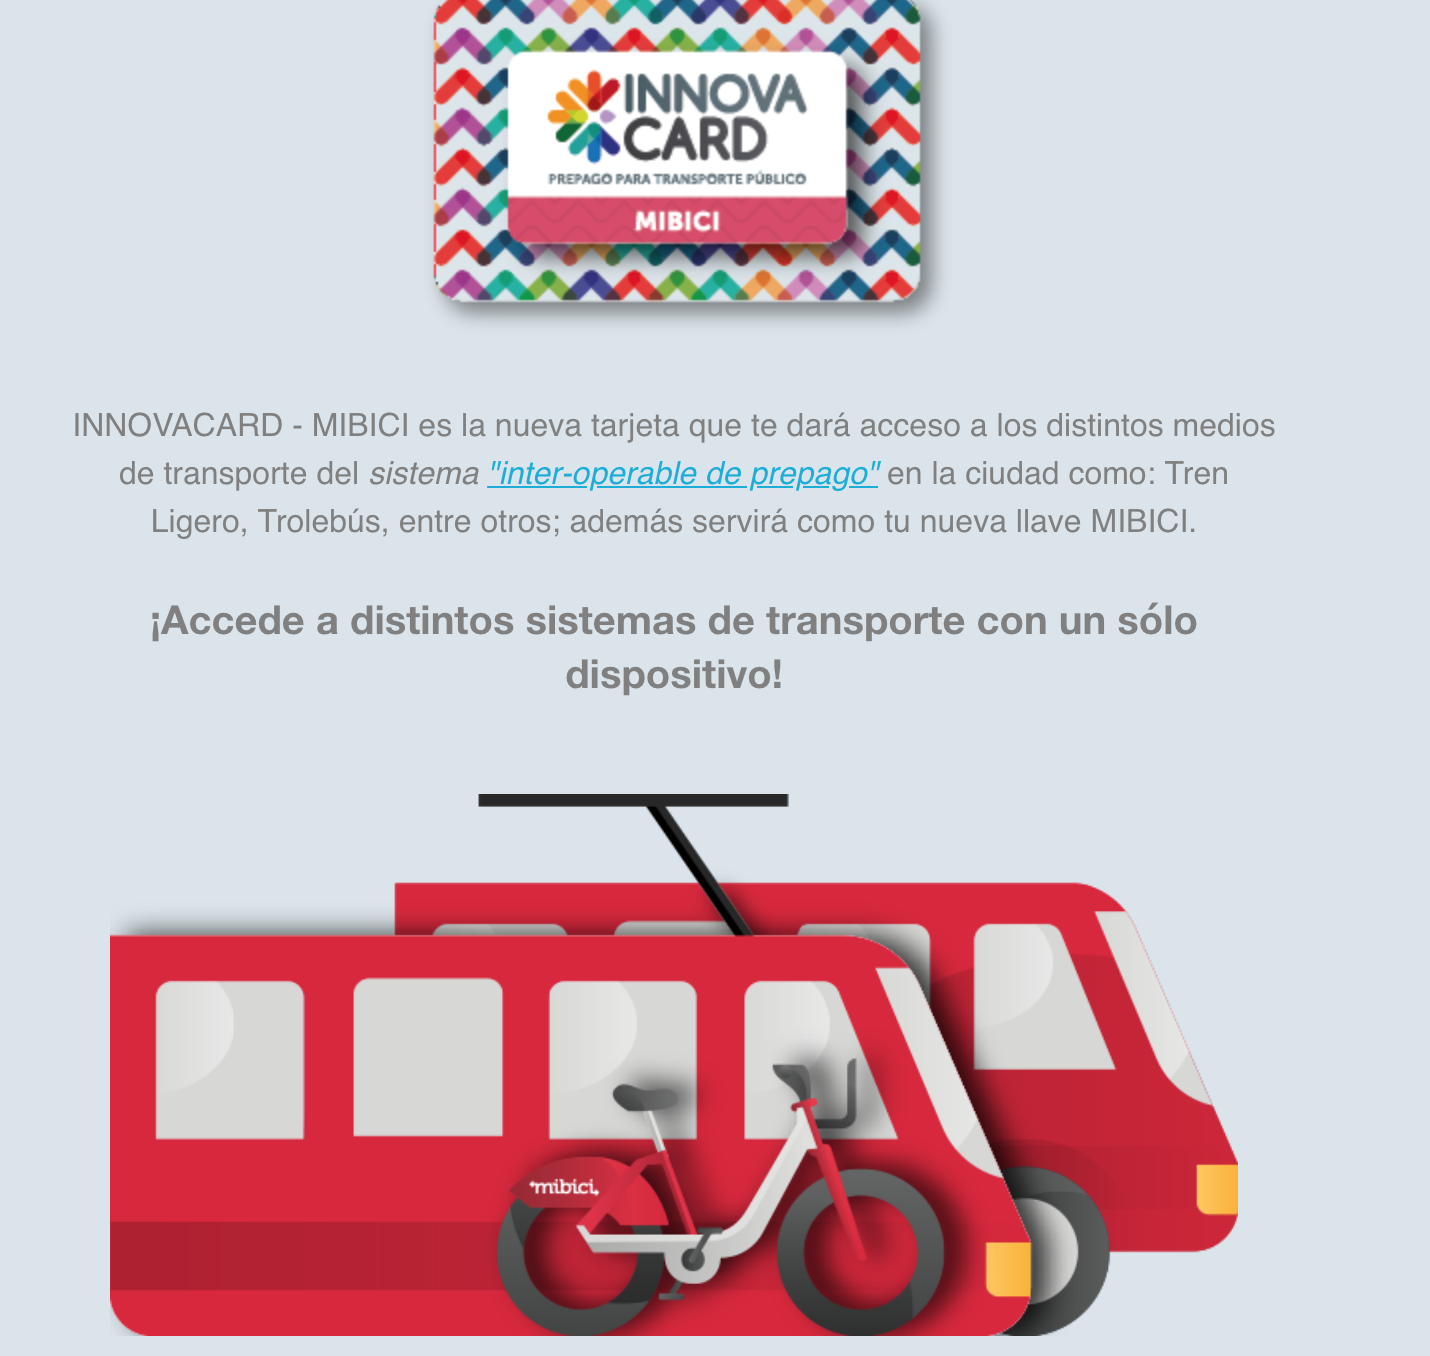 INNOVA
CARD
PREPAGO PARA TRANSPORTE PÚBLICO
MIBICI
INNOVACARD - MIBICI es la nueva tarjeta que te dará acceso a los distintos medios
de transporte del sistema "inter-operable de prepago" en la ciudad como: Tren
Ligero, Trolebús, entre otros; además servirá como tu nueva llave MIBICI.
¡Accede a distintos sistemas de transporte con un sólo
dispositivo!
mibici